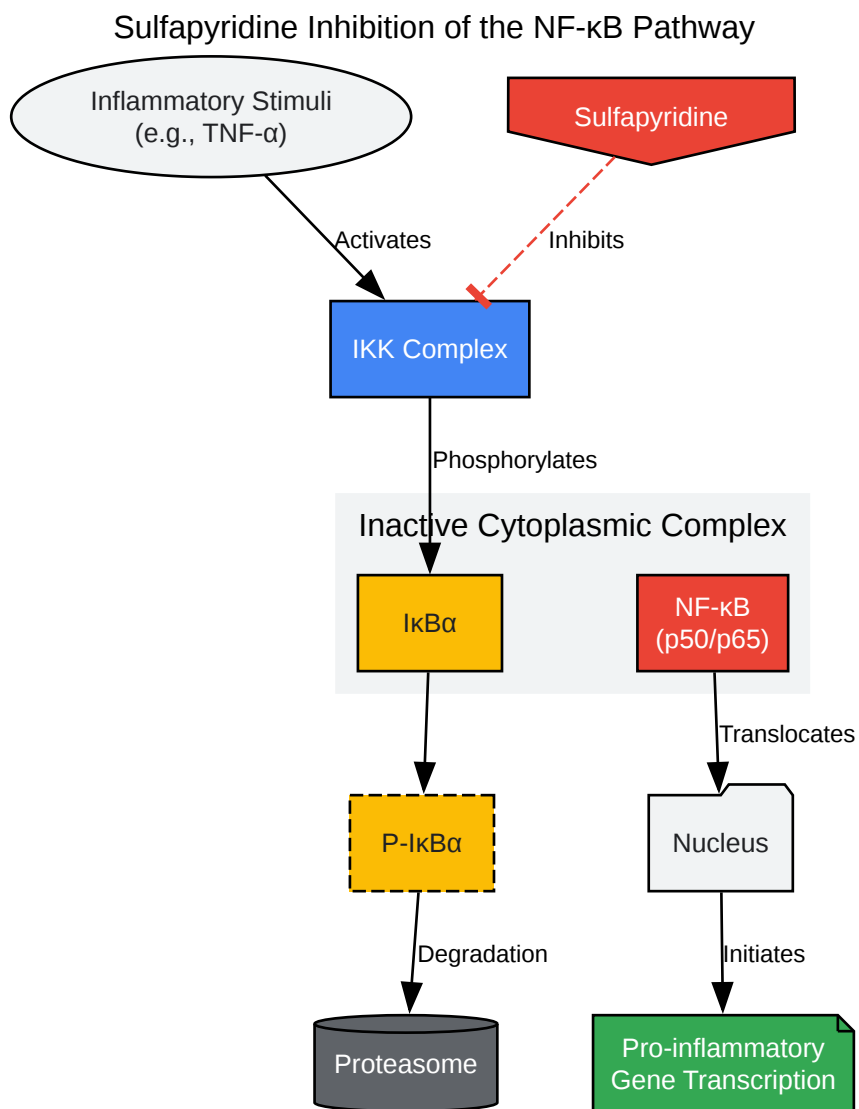 Sulfapyridine Inhibition of the NF-κB Pathway
Inflammatory Stimuli
(e.g., TNF-α)
Sulfapyridine
Activates
Inhibits
IKK Complex
Phosphorylates
Inactive Cytoplasmic Complex
IκBα
NF-κB
(p50/p65)
Translocates
P-IκBα
Nucleus
Degradation
Initiates
Proteasome
Pro-inflammatory
Gene Transcription